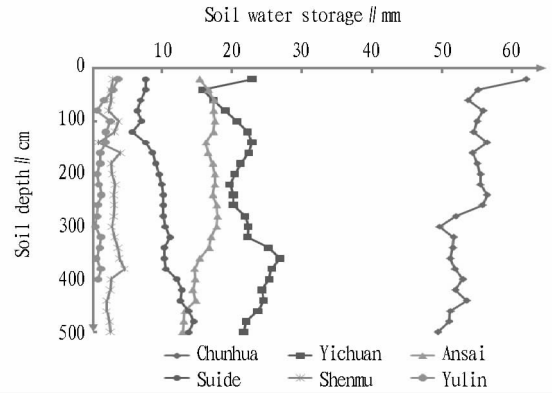 Soil water storage // mm
0 10 20 30 40 50 60
0
100
200
300
400
500
Soil depth // cm
Chunhua Yichuan Ansai
Suide Shenmu Yulin